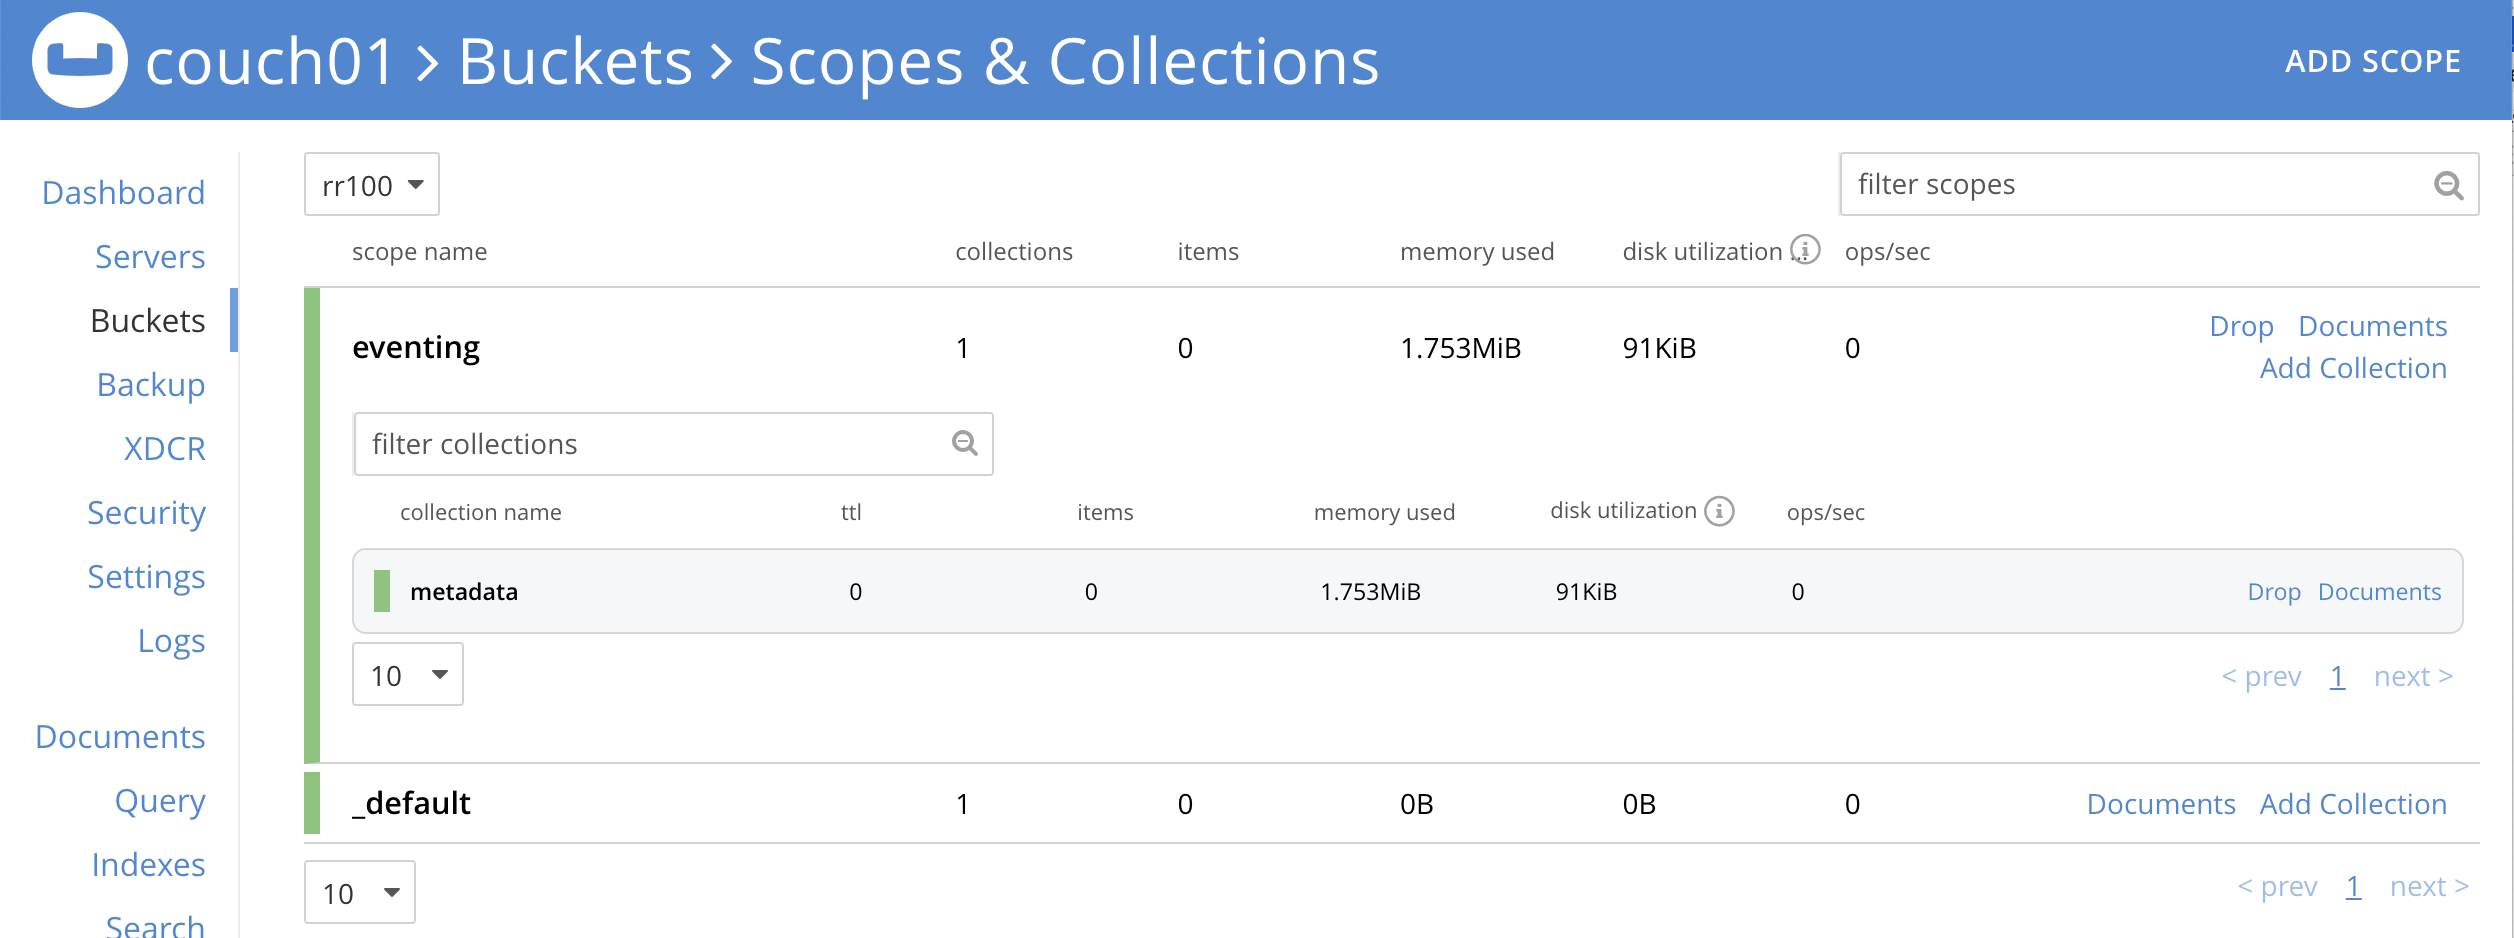 couch01 > Buckets > Scopes & Collections
ADD SCOPE
Dashboard
Servers
Buckets
Backup
XDCR
Security
Settings
Logs
Documents
Query
Indexes
Search
rr100
filter scopes
scope name collections items memory used disk utilization ... ops/sec
eventing 1 0 1.753MiB 91KiB 0 Drop Documents
Add Collection
filter collections
collection name ttl items memory used disk utilization ops/sec
metadata 0 0 1.753MiB 91KiB 0 Drop Documents
10 < prev 1 next >
_default 1 0 0B 0B 0 Documents Add Collection
10 < prev 1 next >